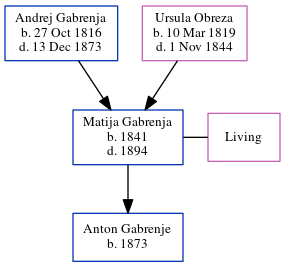 Andrej Gabrenja
b. 27 Oct 1816
d. 13 Dec 1873
Ursula Obreza
b. 10 Mar 1819
d. 1 Nov 1844
Matija Gabrenja
b. 1841
d. 1894
Living
Anton Gabrenje
b. 1873